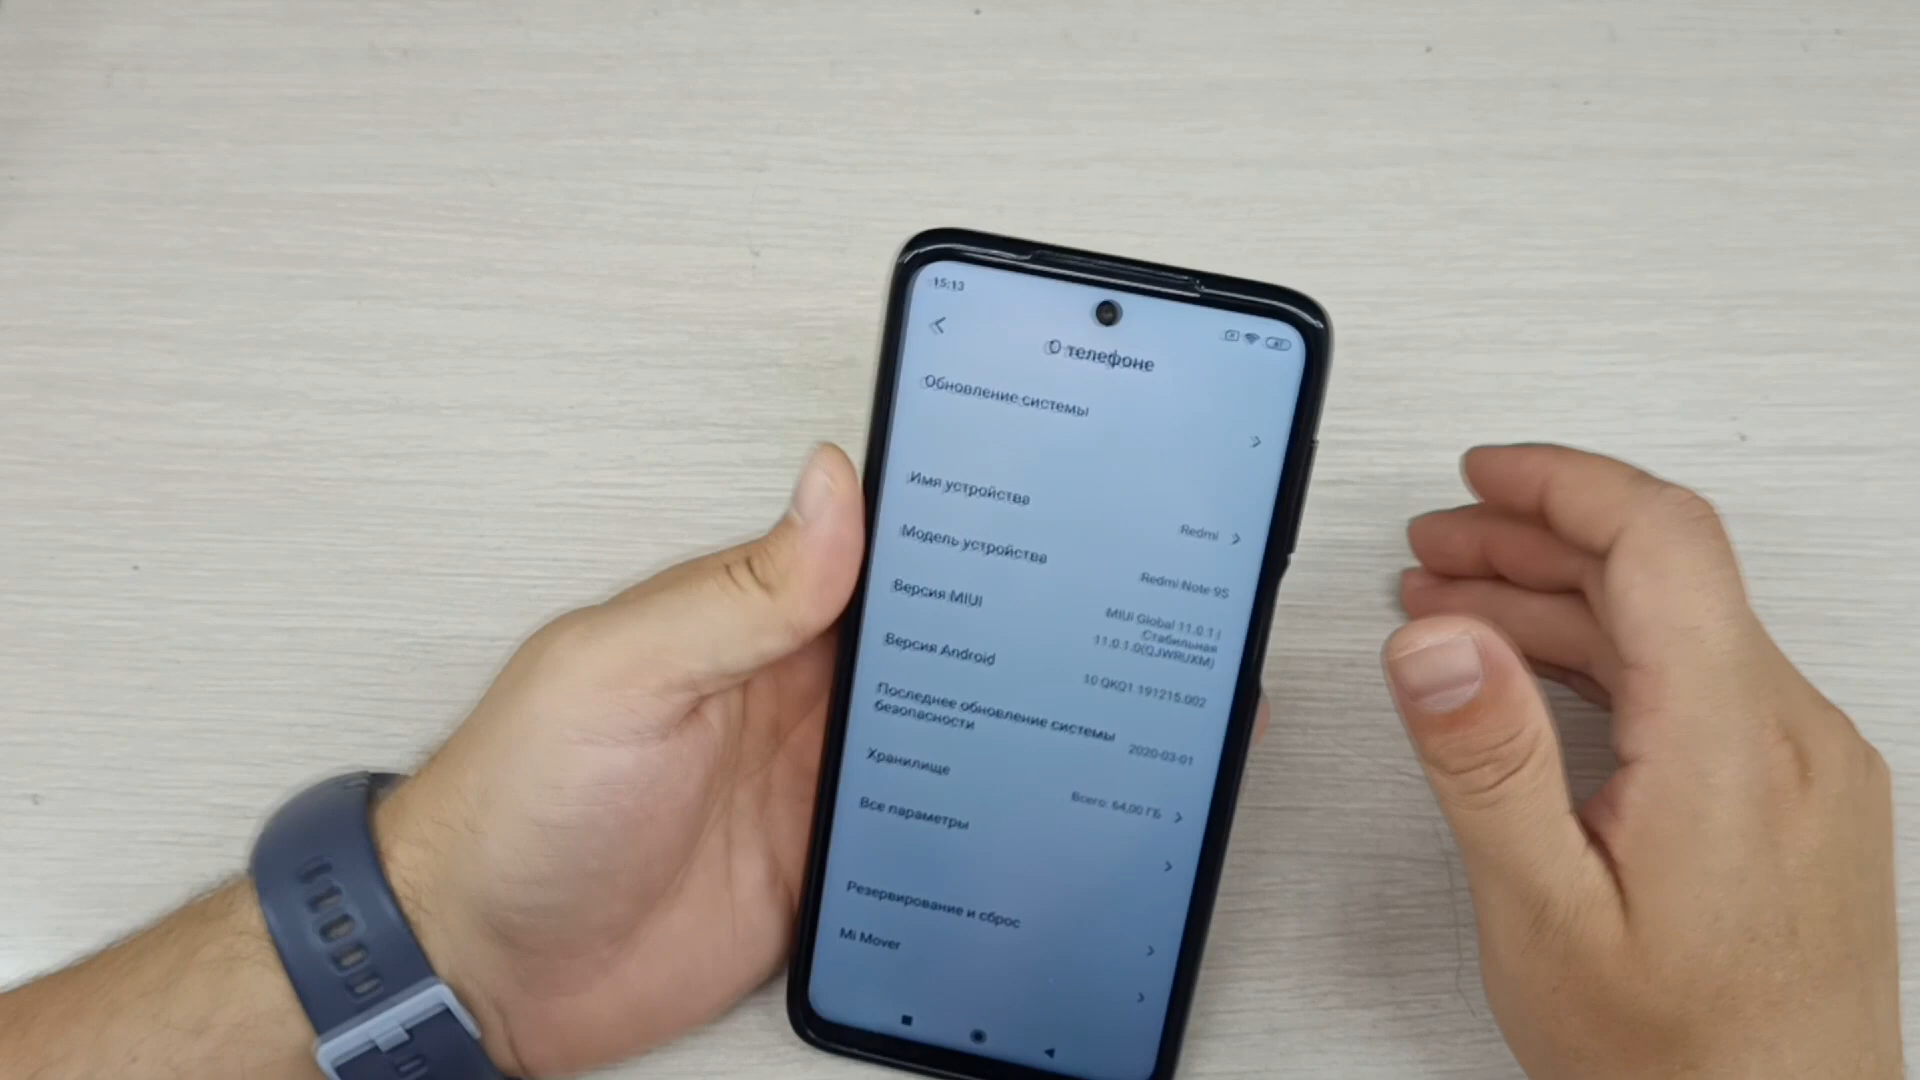 15:13
О телефоне
Обновление системы
Имя устройства
Redmi
Модель устройства
Redmi Note 9S
Версия MIUI
MIUI Global 11.0.1 |
Стабильная
11.0.1.0(QJWRUXM)
Версия Android
10 QKQ1.191215.002
Последнее обновление системы
безопасности
2020-03-01
Хранилище
Всего: 64,00 ГБ
Все параметры
Резервирование и сброс
Mi Mover